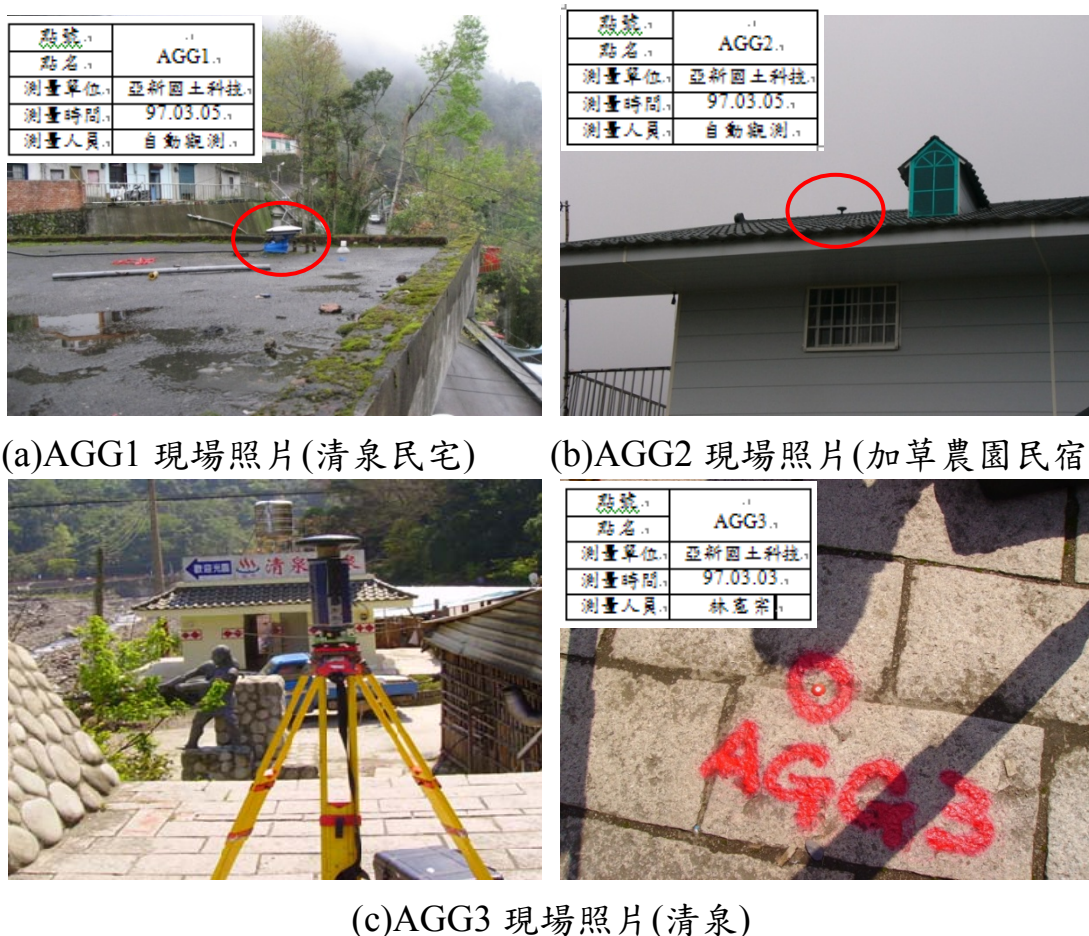 點號
點名
AGG1
測量單位 亞新國土科技
測量時間 97.03.05
測量人員 自動觀測
點號
點名
AGG2
測量單位 亞新國土科技
測量時間 97.03.05
測量人員 自動觀測
(a)AGG1 現場照片(清泉民宅)
(b)AGG2 現場照片(加草農園民宿
歡迎光臨
清泉
點號
點名
AGG3
測量單位 亞新國土科技
測量時間 97.03.03
測量人員 林憲宗
AGG3
(c)AGG3 現場照片(清泉)